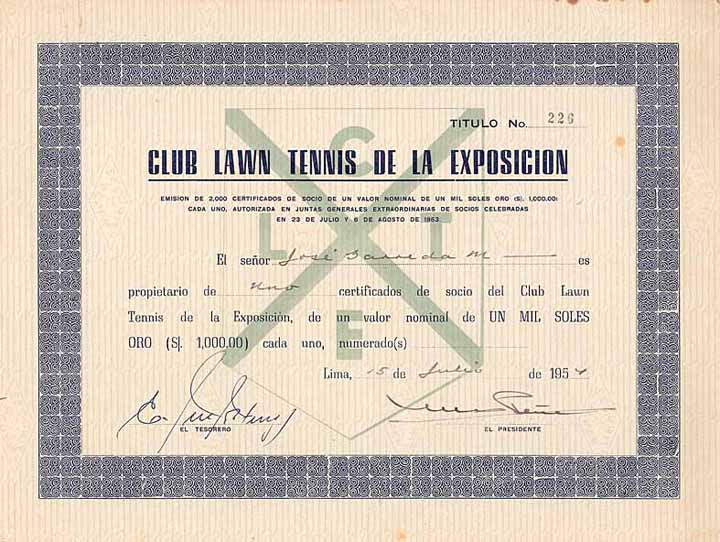 TITULO No. 226
C
L T
E
CLUB LAWN TENNIS DE LA EXPOSICION
EMISION DE 2,000 CERTIFICADOS DE SOCIO DE UN VALOR NOMINAL DE UN MIL SOLES ORO (S/. 1,000.00)
CADA UNO, AUTORIZADA EN JUNTAS GENERALES EXTRAORDINARIAS DE SOCIOS CELEBRADAS
EN 23 DE JULIO Y 6 DE AGOSTO DE 1953.
El señor José Barreda M es
propietario de uno certificados de socio del Club Lawn
Tennis de la Exposición, de un valor nominal de UN MIL SOLES
ORO (S/. 1,000.00) cada uno, numerado(s)
Lima, 15 de Julio de 1954
EL TESORERO
EL PRESIDENTE